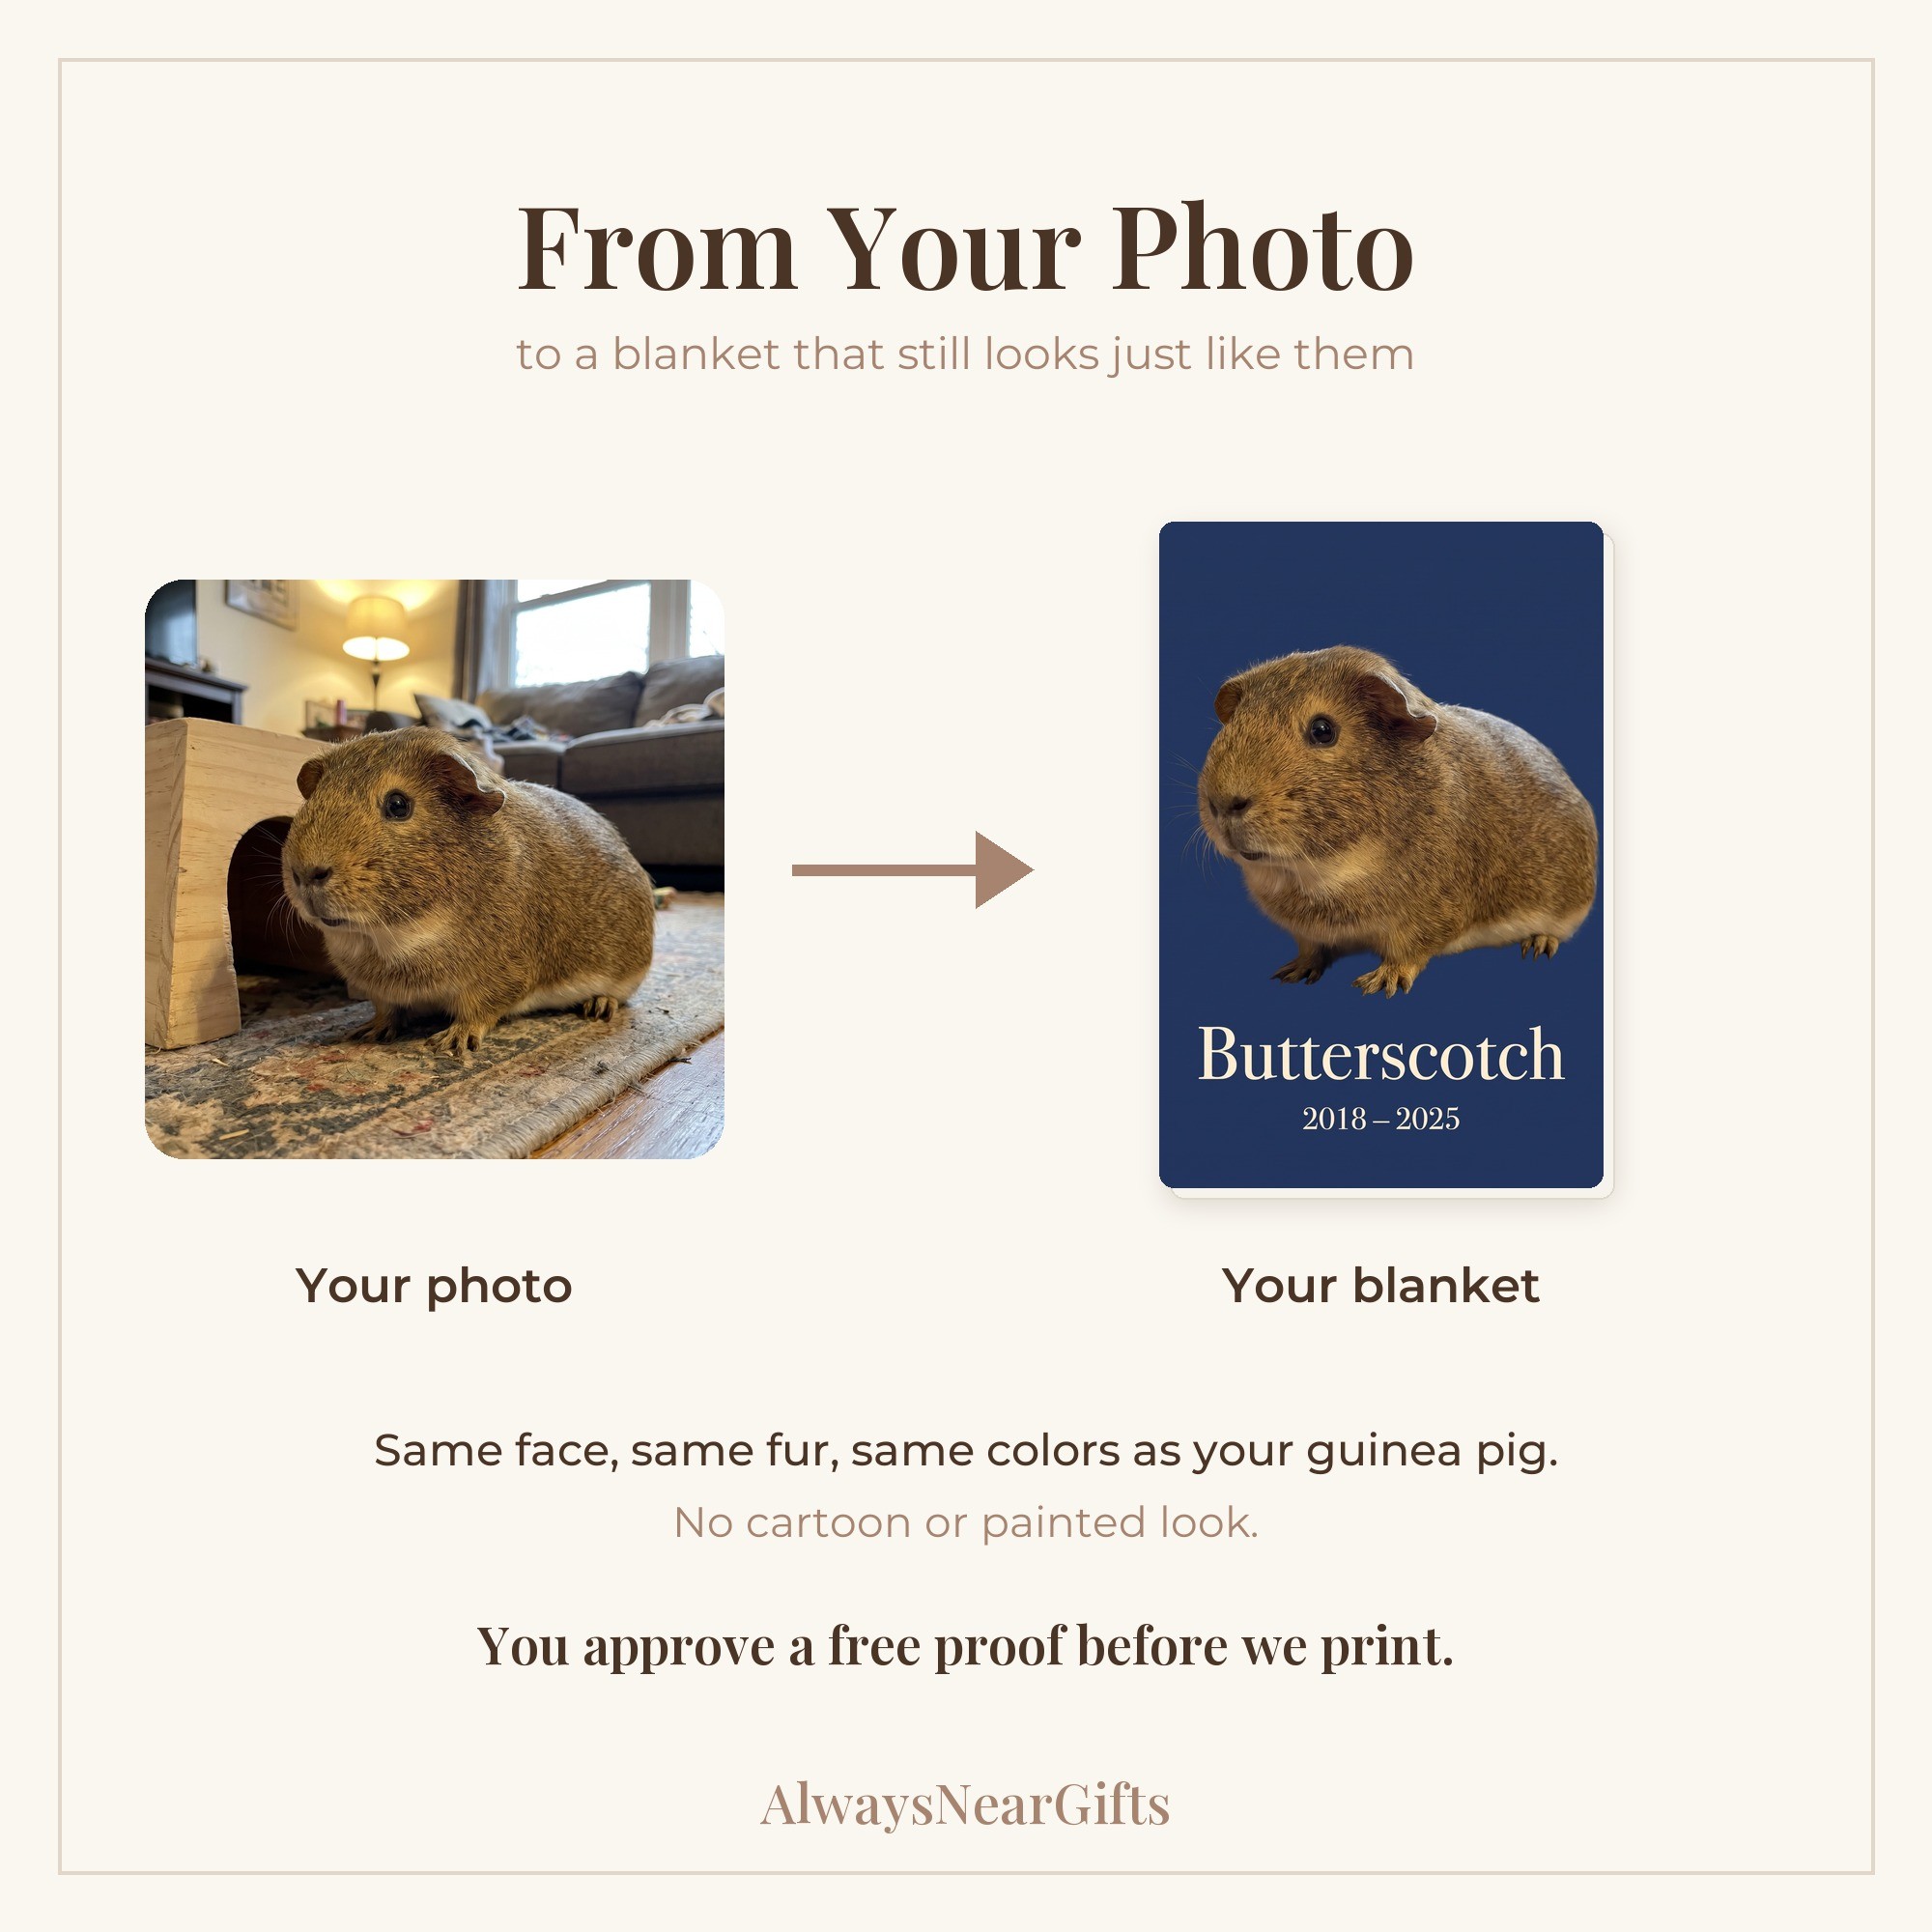 From Your Photo
to a blanket that still looks just like them
Butterscotch
2018 – 2025
Your photo
Your blanket
Same face, same fur, same colors as your guinea pig.
No cartoon or painted look.
You approve a free proof before we print.
AlwaysNearGifts